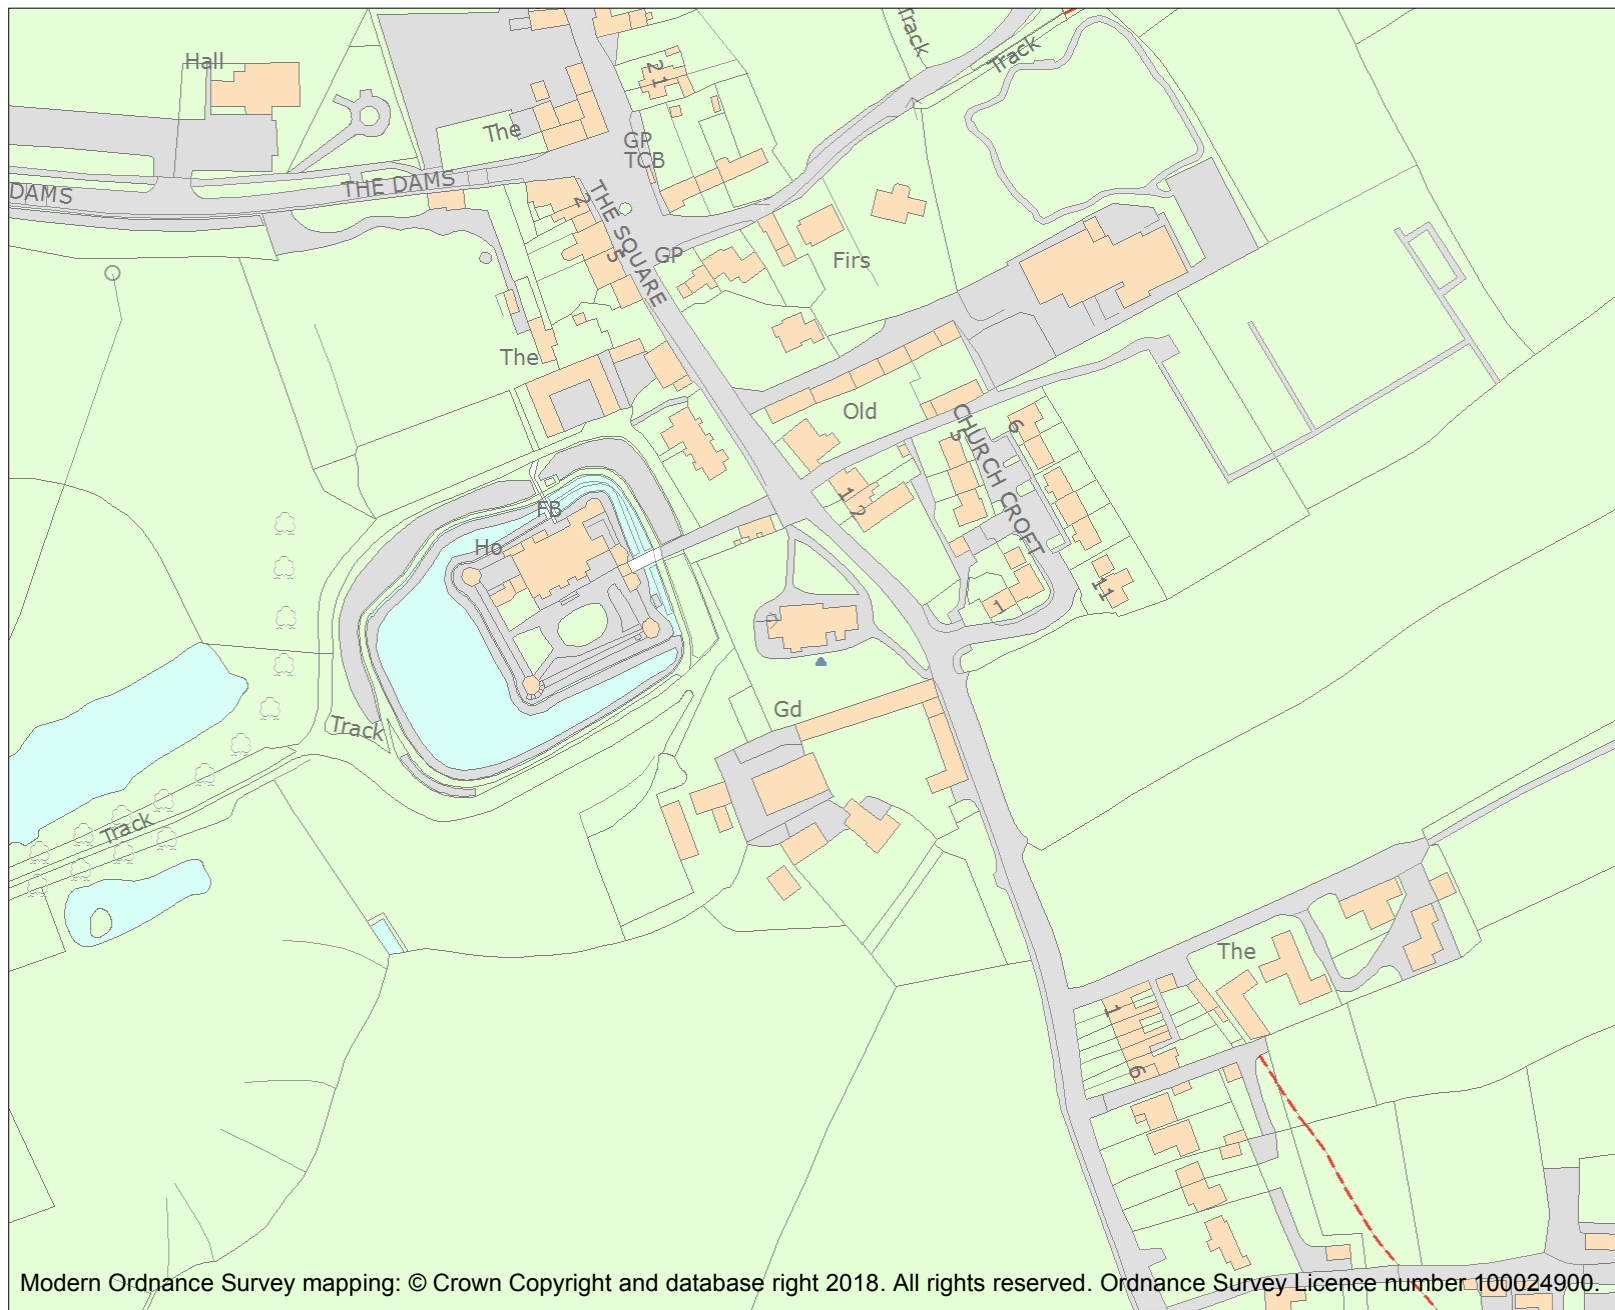 Track
Track
Hall
2 1
The
GP
TCB
DAMS
THE DAMS
2
THE SQUARE
5
GP
Firs
The
Old
CHURCH CROFT
5
6
1 2
FB
Ho
11
1
Track
Gd
Track
The
1
6
Modern Ordnance Survey mapping: © Crown Copyright and database right 2018. All rights reserved. Ordnance Survey Licence number 100024900.